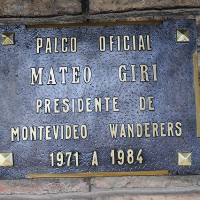 PALCO OFICIAL
MATEO GIRI
PRESIDENTE DE
MONTEVIDEO WANDERERS
1971 A 1984